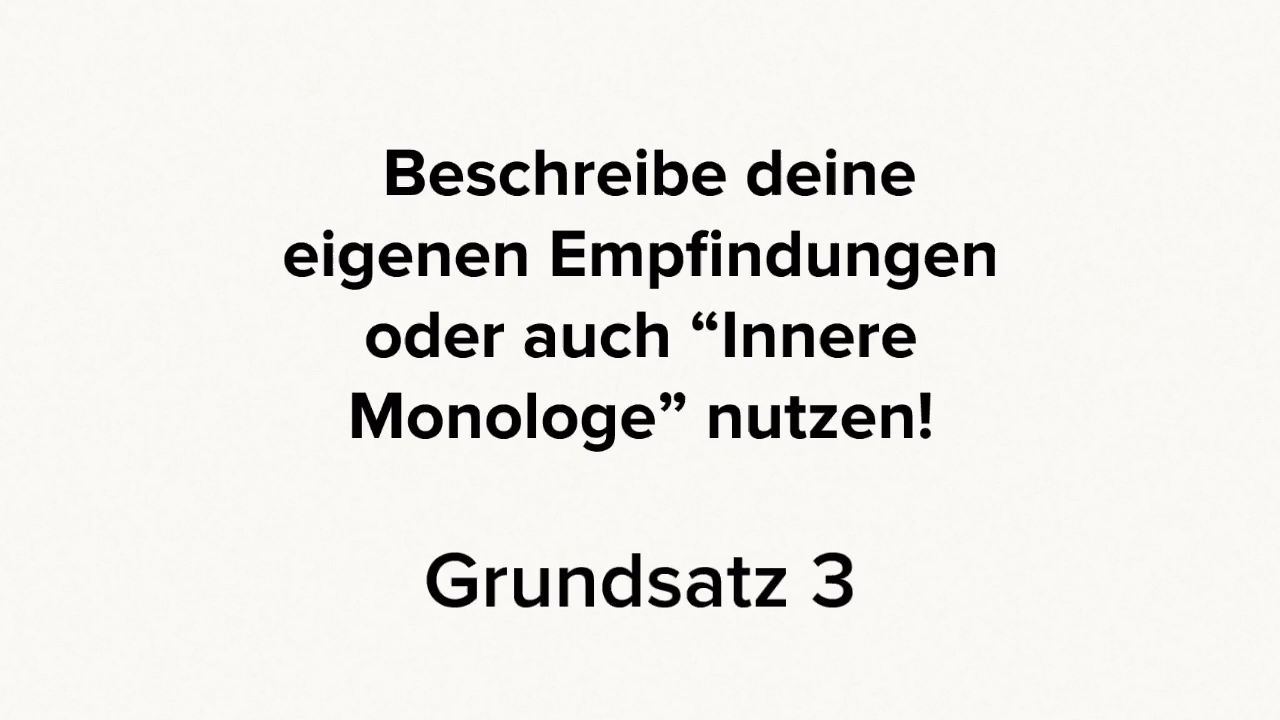 Beschreibe deine
eigenen Empfindungen
oder auch “Innere
Monologe” nutzen!
Grundsatz 3